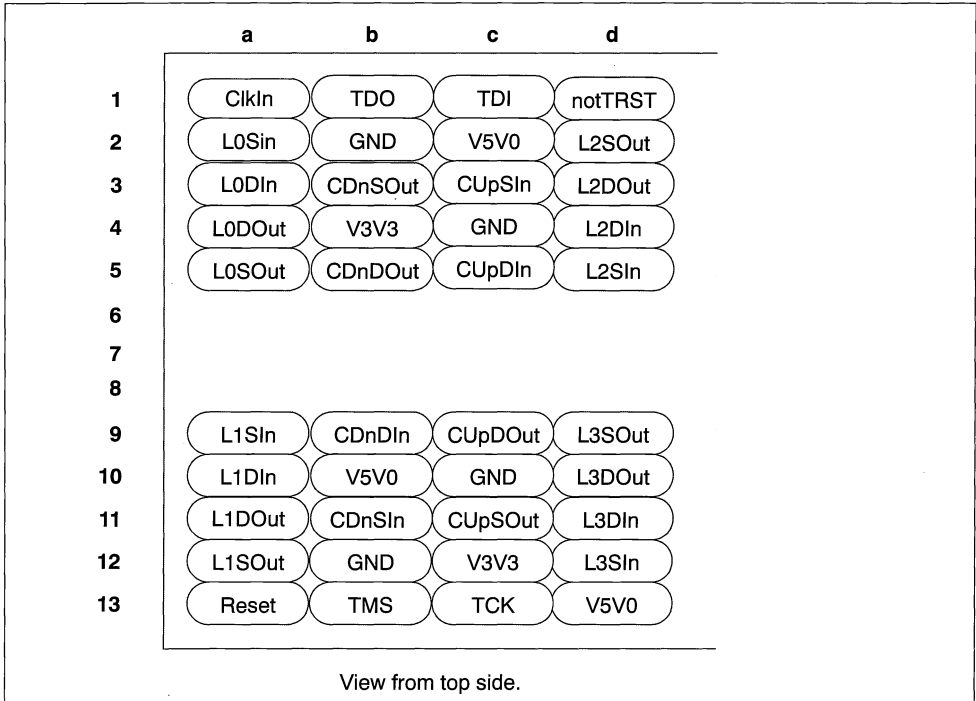 a b c d
1 ClkIn TDO TDI notTRST
2 L0Sin GND V5V0 L2SOut
3 L0DIn CDnSOut CUpSIn L2DOut
4 L0DOut V3V3 GND L2DIn
5 L0SOut CDnDOut CUpDIn L2SIn
6
7
8
9 L1SIn CDnDIn CUpDOut L3SOut
10 L1DIn V5V0 GND L3DOut
11 L1DOut CDnSIn CUpSOut L3DIn
12 L1SOut GND V3V3 L3SIn
13 Reset TMS TCK V5V0
View from top side.